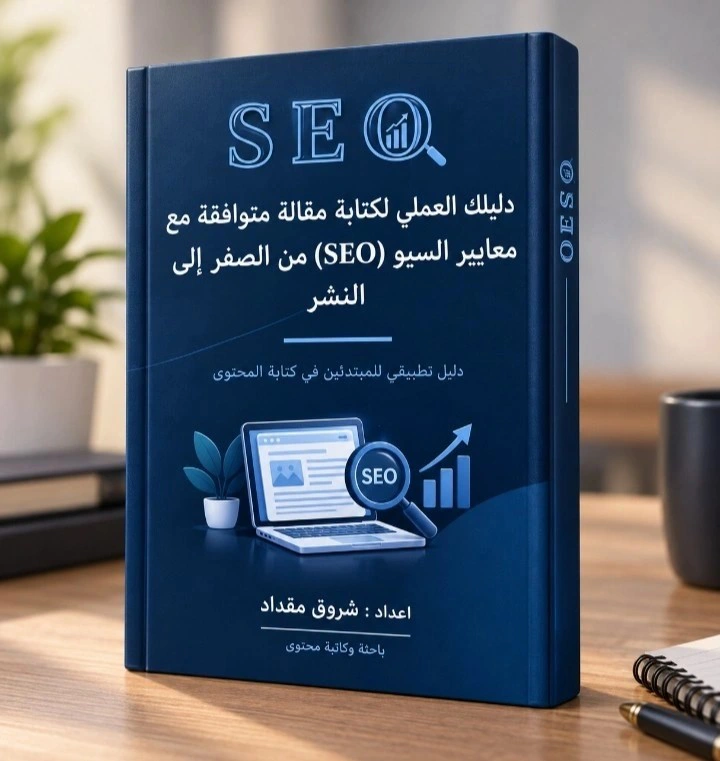 SEO
دليلك العملي لكتابة مقالة متوافقة مع
معايير السيو (SEO) من الصفر إلى
النشر
دليل تطبيقي للمبتدئين في كتابة المحتوى
SEO
اعداد : شروق مقداد
باحثة وكاتبة محتوى
OESO